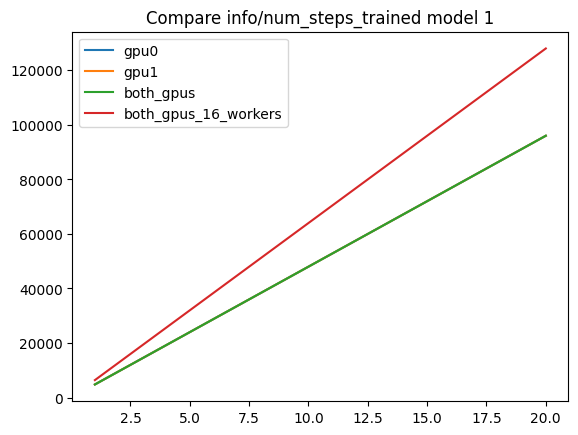 Compare info/num_steps_trained model 1
gpu0
gpu1
both_gpus
both_gpus_16_workers
120000
100000
80000
60000
40000
20000
0
2.5 5.0 7.5 10.0 12.5 15.0 17.5 20.0